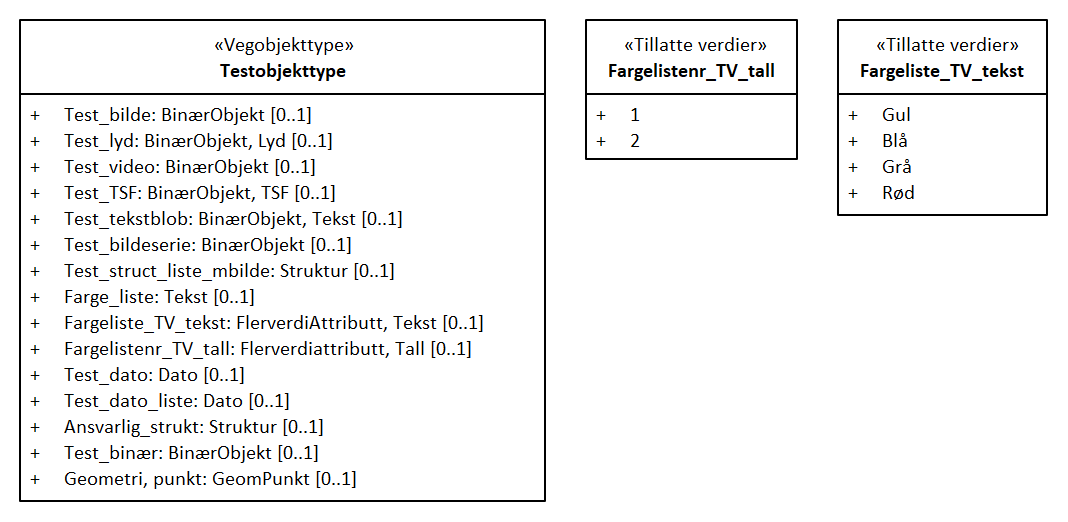 «Vegobjekttype»
Testobjekttype
+ Test_bilde: BinærObjekt [0..1]
+ Test_lyd: BinærObjekt, Lyd [0..1]
+ Test_video: BinærObjekt [0..1]
+ Test_TSF: BinærObjekt, TSF [0..1]
+ Test_tekstblob: BinærObjekt, Tekst [0..1]
+ Test_bildeserie: BinærObjekt [0..1]
+ Test_struct_liste_mbilde: Struktur [0..1]
+ Farge_liste: Tekst [0..1]
+ Fargeliste_TV_tekst: FlerverdiAttributt, Tekst [0..1]
+ Fargelistenr_TV_tall: Flerverdiattributt, Tall [0..1]
+ Test_dato: Dato [0..1]
+ Test_dato_liste: Dato [0..1]
+ Ansvarlig_strukt: Struktur [0..1]
+ Test_binær: BinærObjekt [0..1]
+ Geometri, punkt: GeomPunkt [0..1]
«Tillatte verdier»
Fargelistenr_TV_tall
+ 1
+ 2
«Tillatte verdier»
Fargeliste_TV_tekst
+ Gul
+ Blå
+ Grå
+ Rød